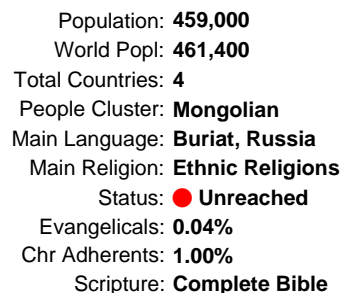 Population: 459,000
World Popl: 461,400
Total Countries: 4
People Cluster: Mongolian
Main Language: Buriat, Russia
Main Religion: Ethnic Religions
Status: Unreached
Evangelicals: 0.04%
Chr Adherents: 1.00%
Scripture: Complete Bible